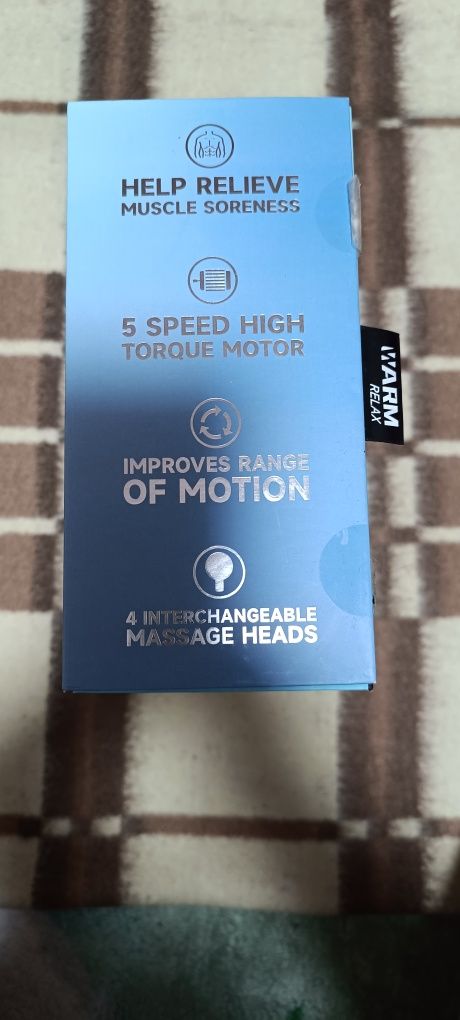 HELP RELIEVE
MUSCLE SORENESS
5 SPEED HIGH
TORQUE MOTOR
IMPROVES RANGE
OF MOTION
4 INTERCHANGEABLE
MASSAGE HEADS
WARM
RELAX